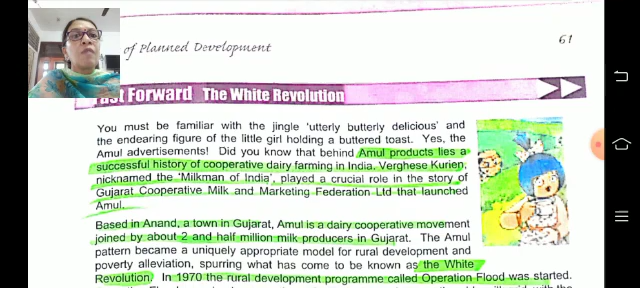 of Planned Development
61
Fast Forward The White Revolution
You must be familiar with the jingle 'utterly butterly delicious' and
the endearing figure of the little girl holding a buttered toast. Yes, the
Amul advertisements! Did you know that behind Amul products lies a
successful history of cooperative dairy farming in India. Verghese Kurien,
nicknamed the 'Milkman of India', played a crucial role in the story of
Gujarat Cooperative Milk and Marketing Federation Ltd that launched
Amul.
Based in Anand, a town in Gujarat, Amul is a dairy cooperative movement
joined by about 2 and half million milk producers in Gujarat. The Amul
pattern became a uniquely appropriate model for rural development and
poverty alleviation, spurring what has come to be known as the White
Revolution. In 1970 the rural development programme called Operation Flood was started.